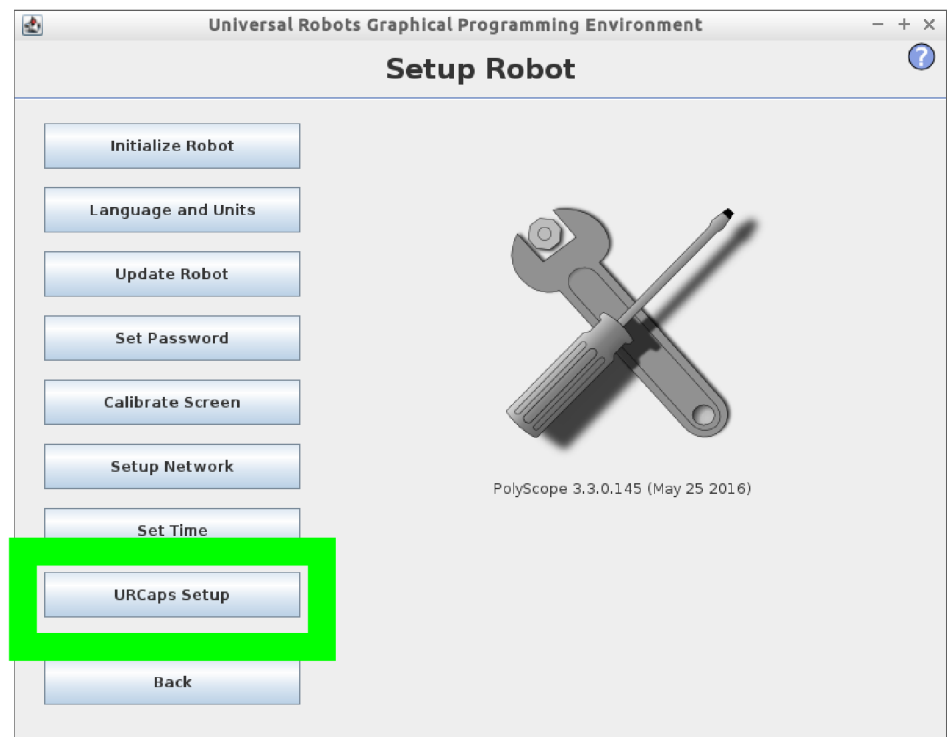 Universal Robots Graphical Programming Environment
Setup Robot
?
Initialize Robot
Language and Units
Update Robot
Set Password
Calibrate Screen
Setup Network
PolyScope 3.3.0.145 (May 25 2016)
Set Time
URCaps Setup
Back